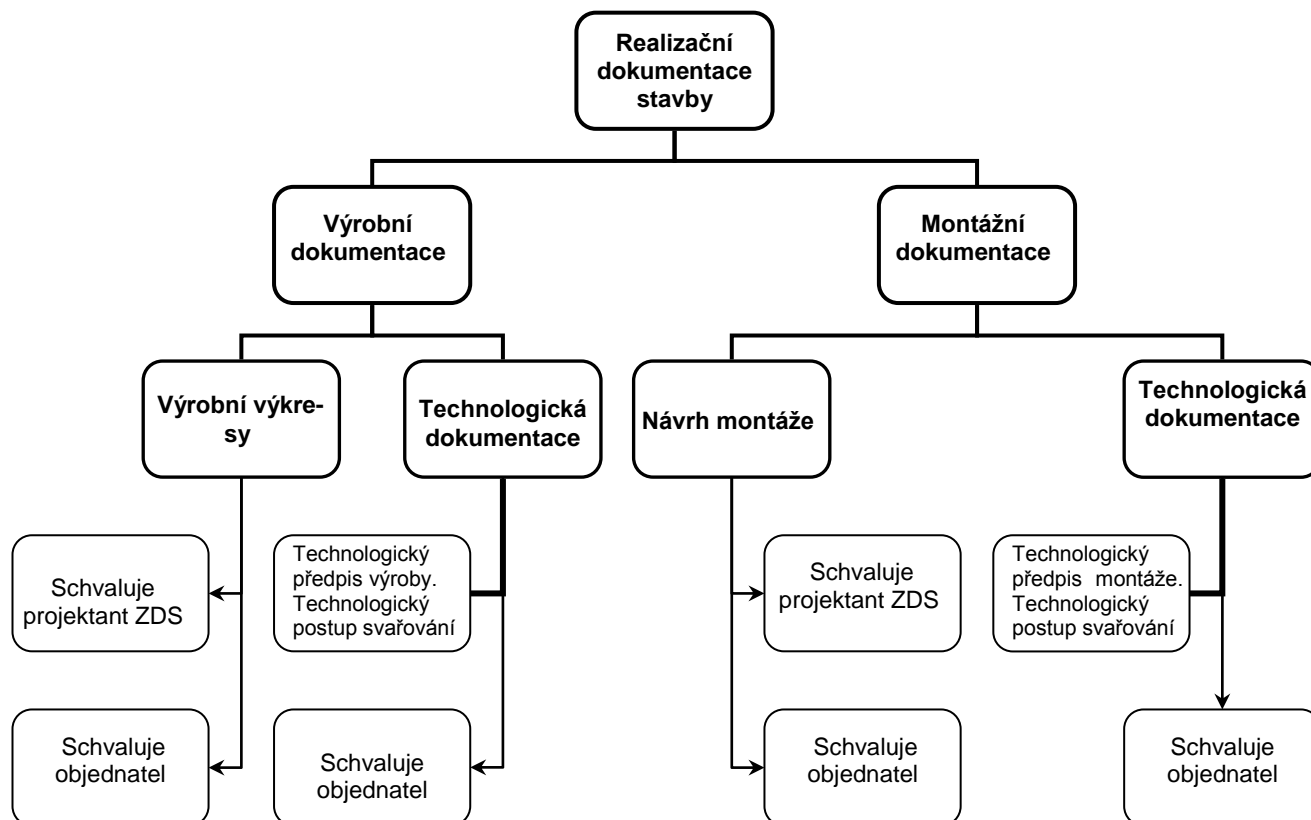 Realizační
dokumentace
stavby
Výrobní
dokumentace
Montážní
dokumentace
Výrobní výkre-
sy
Technologická
dokumentace
Návrh montáže
Technologická
dokumentace
Schvaluje
projektant ZDS
Technologický
předpis výroby.
Technologický
postup svařování
Schvaluje
projektant ZDS
Technologický
předpis montáže.
Technologický
postup svařování
Schvaluje
objednatel
Schvaluje
objednatel
Schvaluje
objednatel
Schvaluje
objednatel